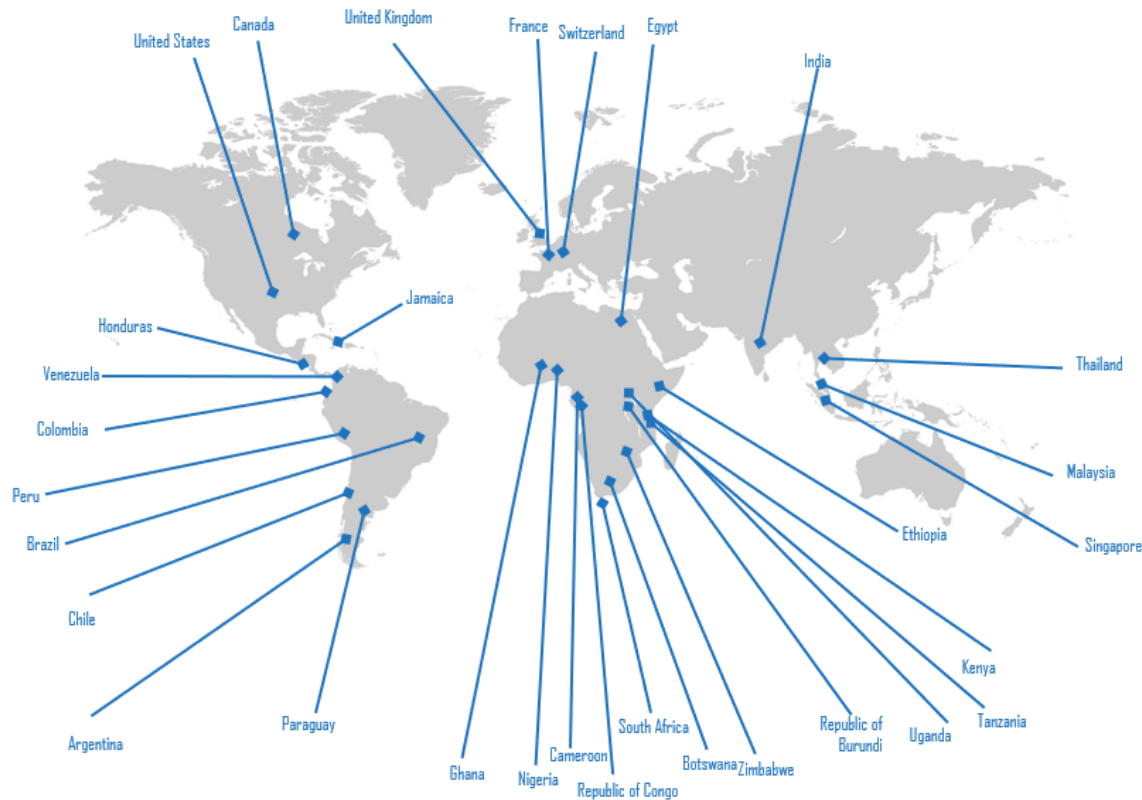 United Kingdom
Canada
France
Egypt
Switzerland
United States
India
Jamaica
Honduras
Thailand
Venezuela
Colombia
Malaysia
Peru
Ethiopia
Brazil
Singapore
Chile
Kenya
Paraguay
South Africa
Republic of
Burundi
Tanzania
Uganda
Argentina
Cameroon
Botswana
Zimbabwe
Ghana
Nigeria
Republic of Congo